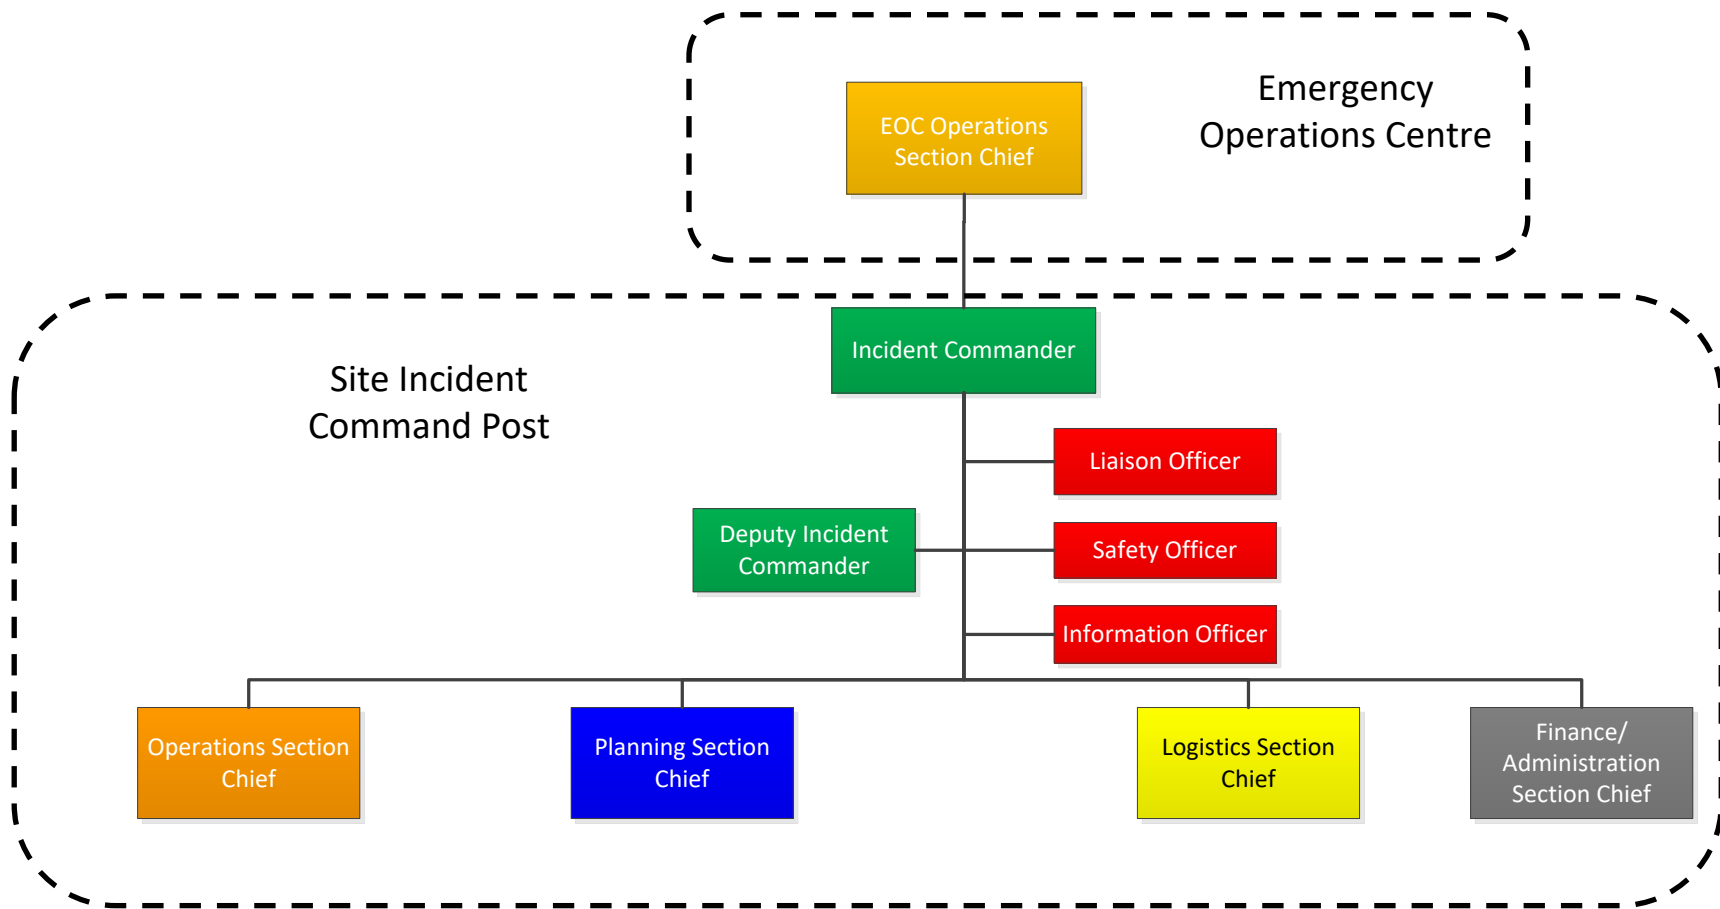 Emergency
Operations Centre
EOC Operations
Section Chief
Incident Commander
Site Incident
Command Post
Liaison Officer
Deputy Incident
Commander
Safety Officer
Information Officer
Operations Section
Chief
Planning Section
Chief
Logistics Section
Chief
Finance/
Administration
Section Chief